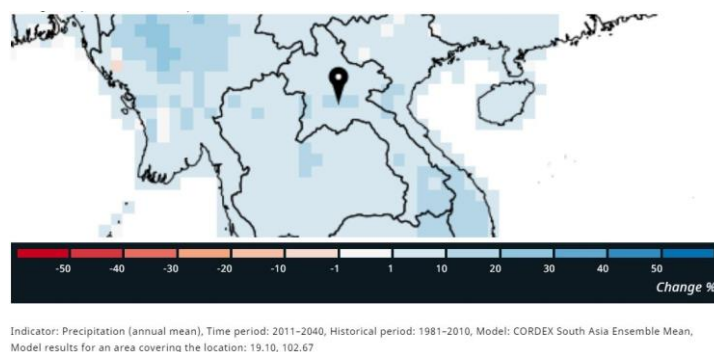 -50 -40 -30 -20 -10 -1 1 10 20 30 40 50
Change %
Indicator: Precipitation (annual mean), Time period: 2011–2040, Historical period: 1981–2010, Model: CORDEX South Asia Ensemble Mean,
Model results for an area covering the location: 19.10, 102.67